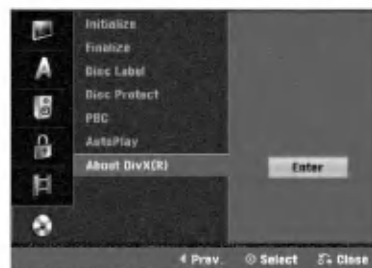 Initialize
Finalize
Disc Label
Disc Protect
PBC
AutoPlay
About DivX(R)
Enter
Prev. Select Close